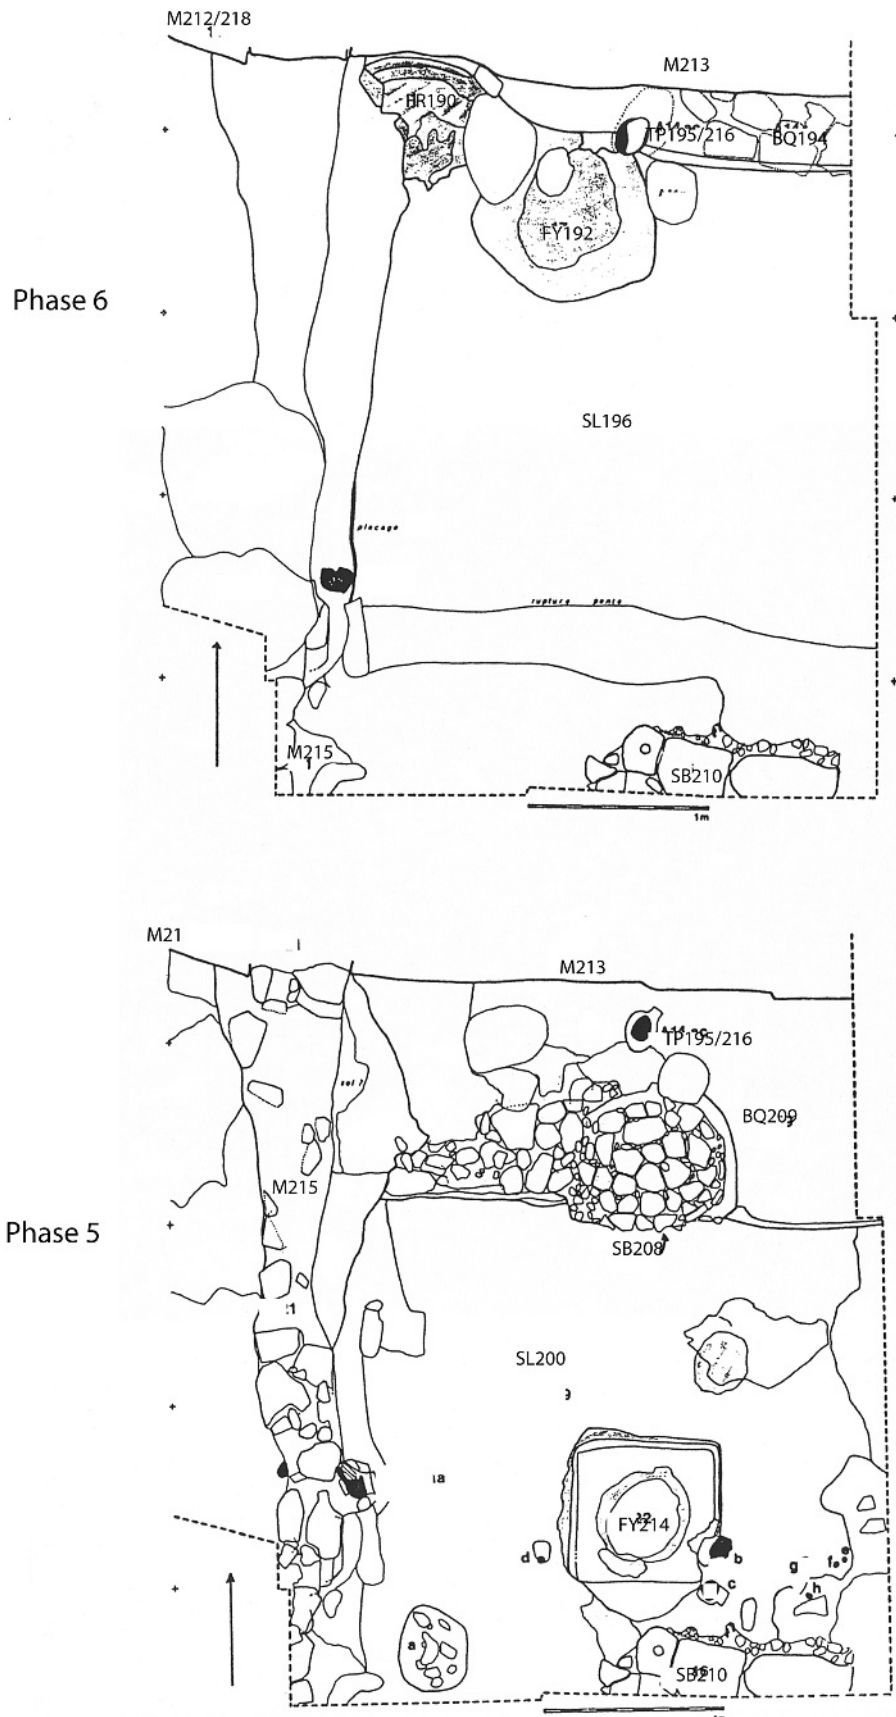 M212/218
M213
FR190
TP195/216
BQ194
FY192
Phase 6
SL196
placage
rupture pente
M215
SB210
1m
M21
M213
TP195/216
sol ?
BQ209
M215
Phase 5
SB208
SL200
g
a
FY214
d
b
g
f
e
c
h
a
SB210